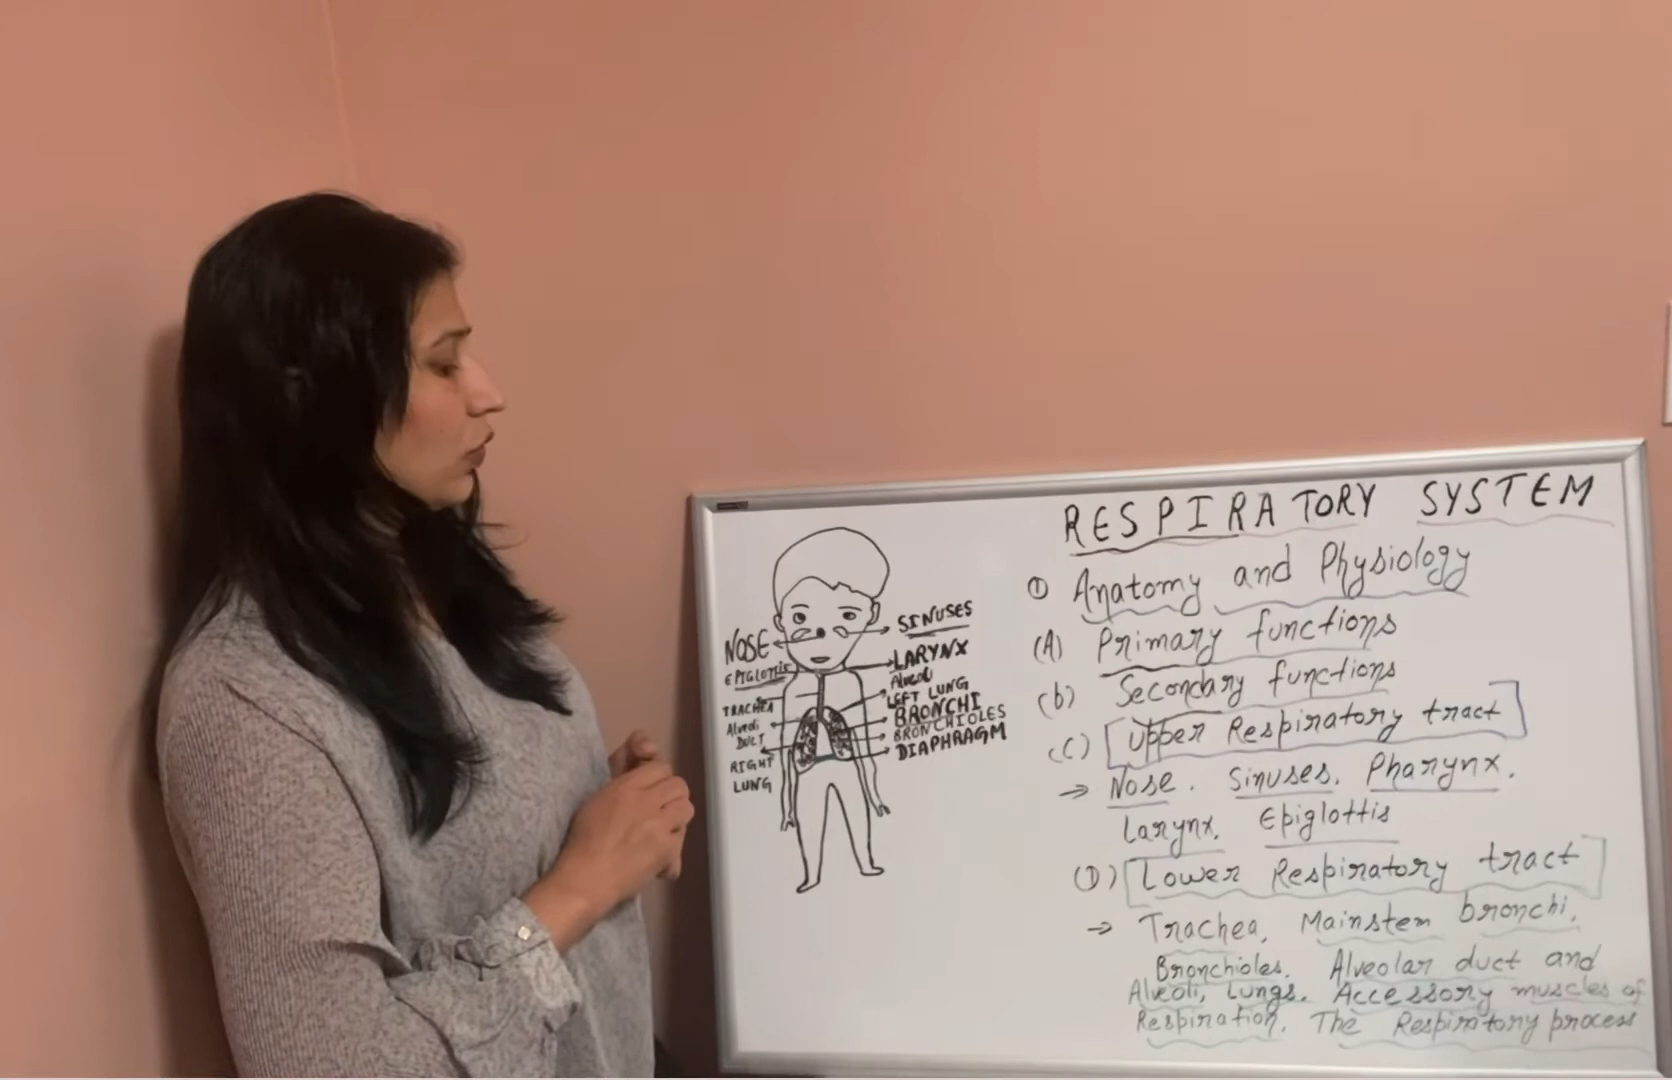 RESPIRATORY SYSTEM
① Anatomy and Physiology
(A) Primary functions
(b) Secondary functions
(C) [Upper Respiratory tract]
→ Nose. Sinuses. Pharynx.
Larynx. Epiglottis
(D) [Lower Respiratory tract]
→ Trachea, Mainstem bronchi.
Bronchioles. Alveolar duct and
Alveoli, Lungs. Accessory muscles of
Respiration. The Respiratory process
NOSE
EPIGLOTTIS
TRACHEA
Alveoli
DUCT
RIGHT
LUNG
SINUSES
LARYNX
Alveoli
LEFT LUNG
BRONCHI
BRONCHIOLES
DIAPHRAGM